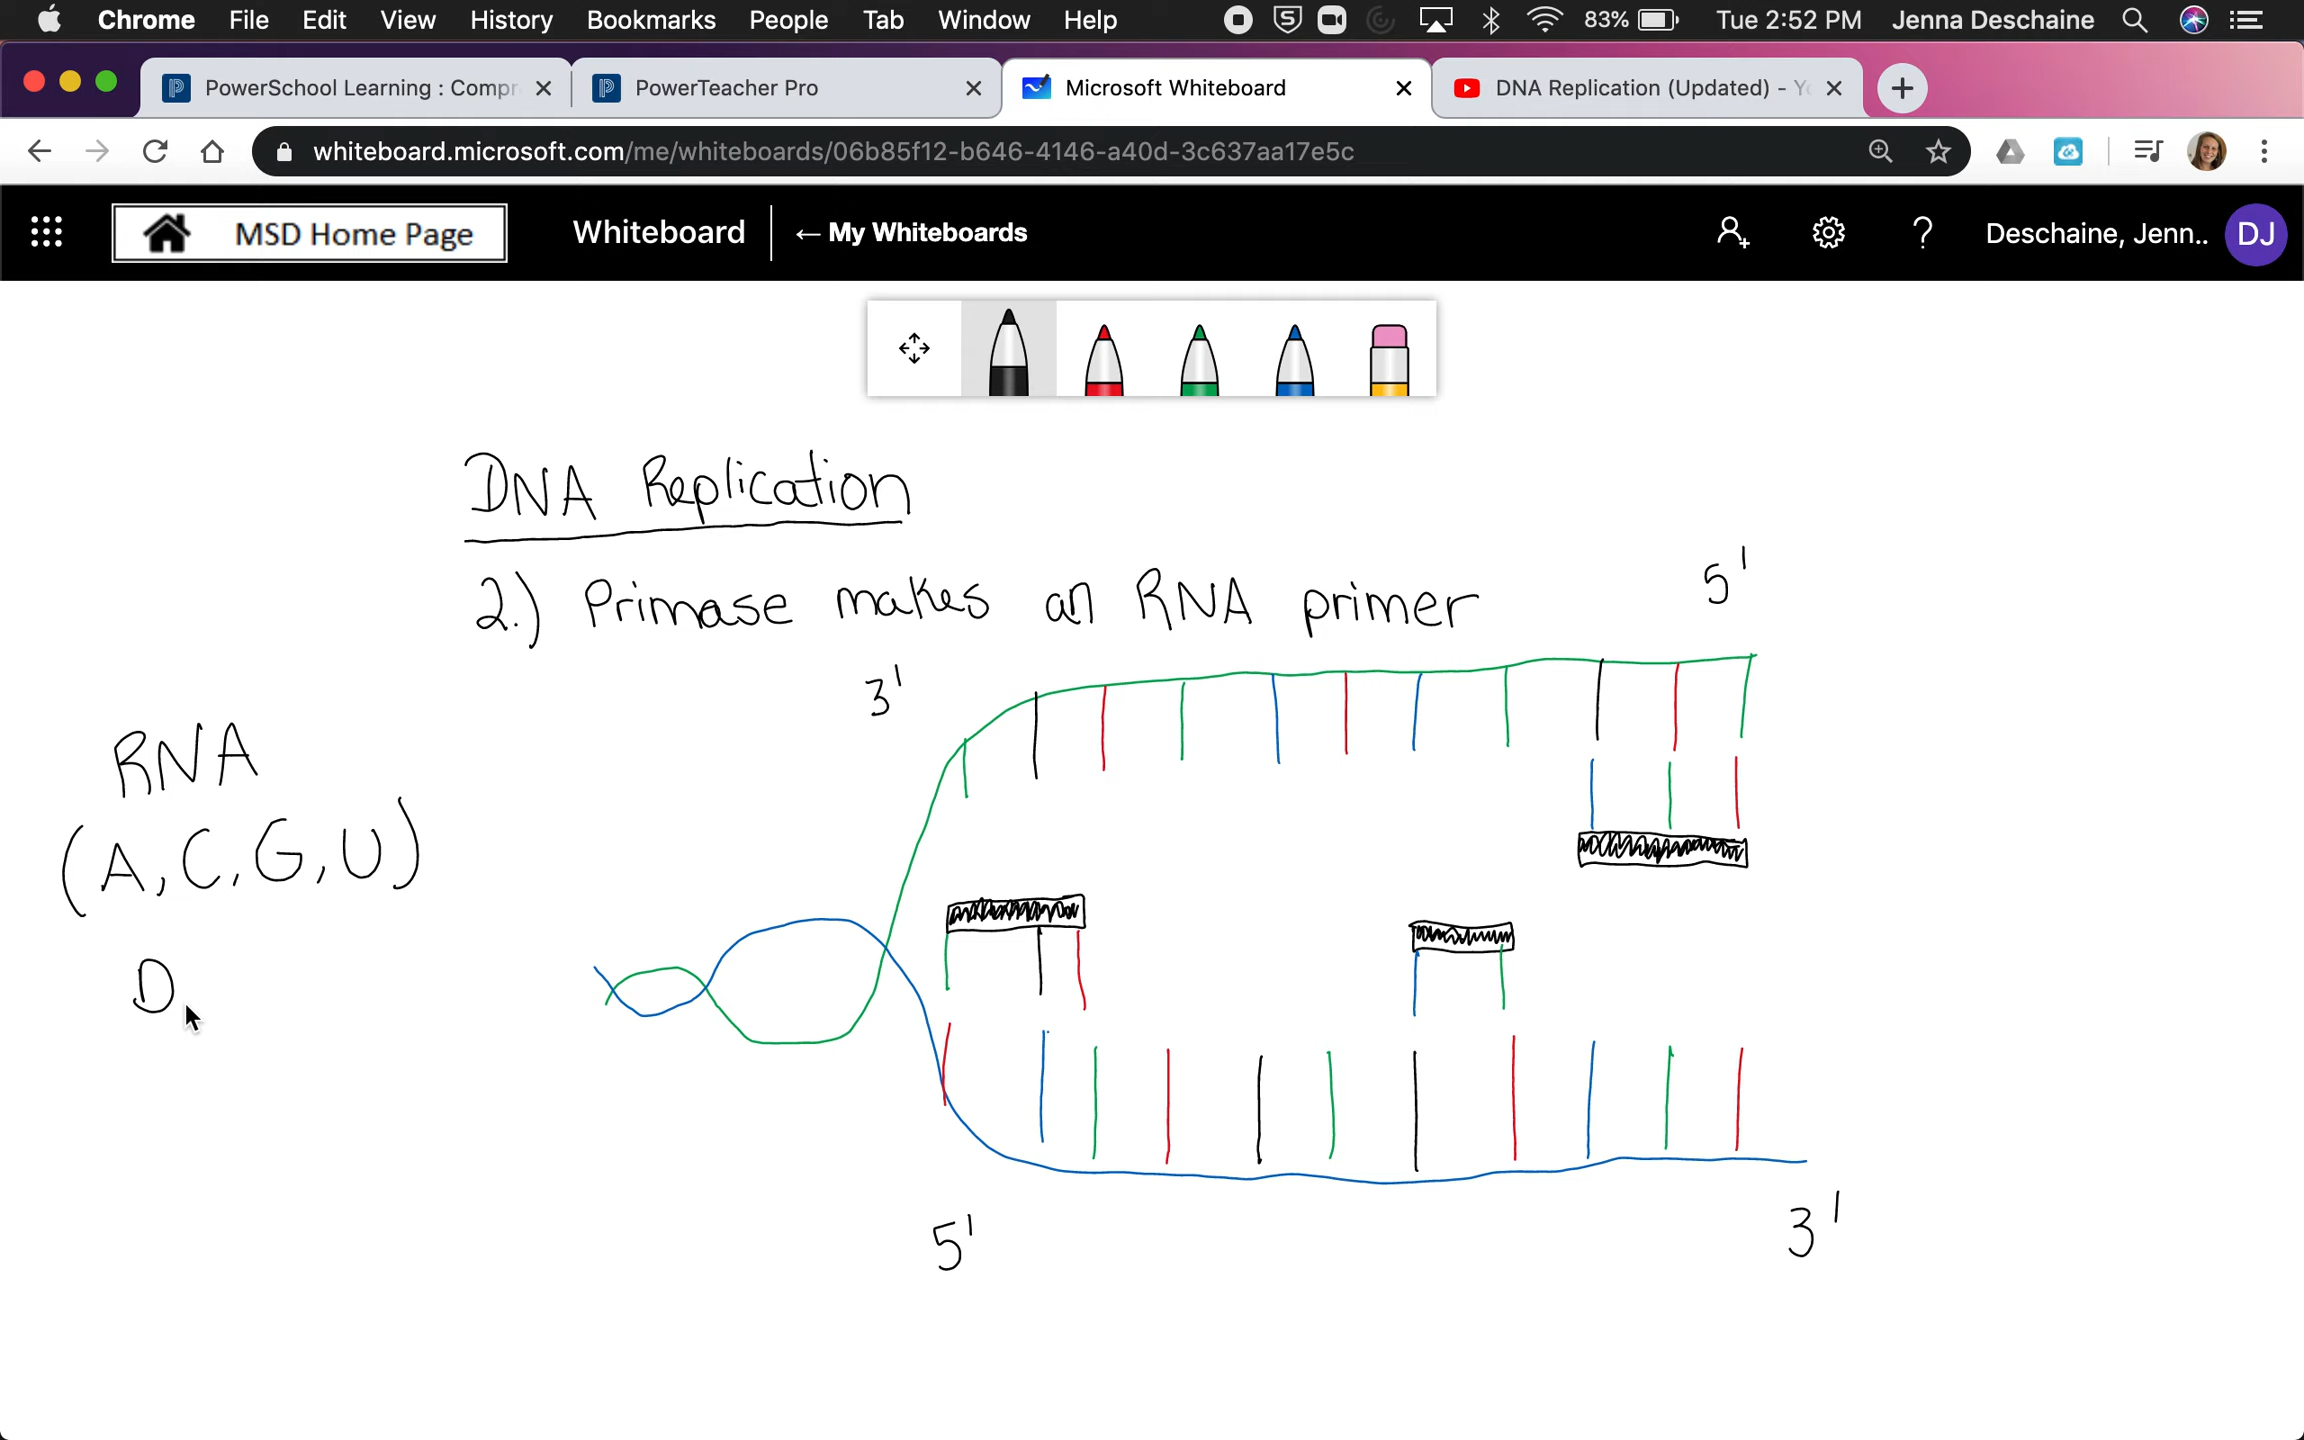 Chrome File Edit View History Bookmarks People Tab Window Help 83% Tue 2:52 PM Jenna Deschaine
PowerSchool Learning : Compr PowerTeacher Pro Microsoft Whiteboard DNA Replication (Updated) - Yo
whiteboard.microsoft.com/me/whiteboards/06b85f12-b646-4146-a40d-3c637aa17e5c
MSD Home Page Whiteboard ← My Whiteboards ? Deschaine, Jenn.. DJ
DNA Replication
2.) Primase makes an RNA primer
5'
3'
RNA
(A, C, G, U)
D
5'
3'